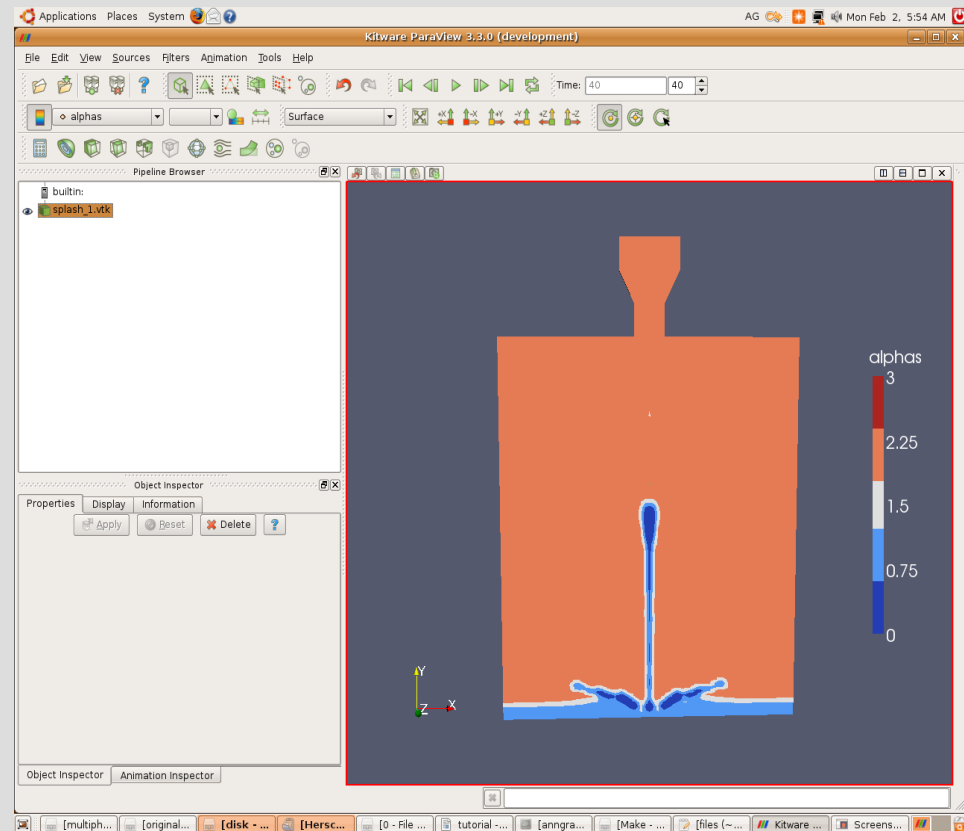 Applications Places System AG Mon Feb 2, 5:54 AM
Kitware ParaView 3.3.0 (development)
File Edit View Sources Filters Animation Tools Help
Time: 40 40
alphas Surface
+X -X +Y -Y +Z -Z
Pipeline Browser
builtin:
splash_1.vtk
Object Inspector
Properties Display Information
Apply Reset Delete ?
alphas
3
2.25
1.5
0.75
0
Y
Z X
Object Inspector Animation Inspector
[multiph... [original... [disk - ... [Hersc... [0 - File ... tutorial -... [anngra... [Make - ... [files (~... Kitware ... Screens...